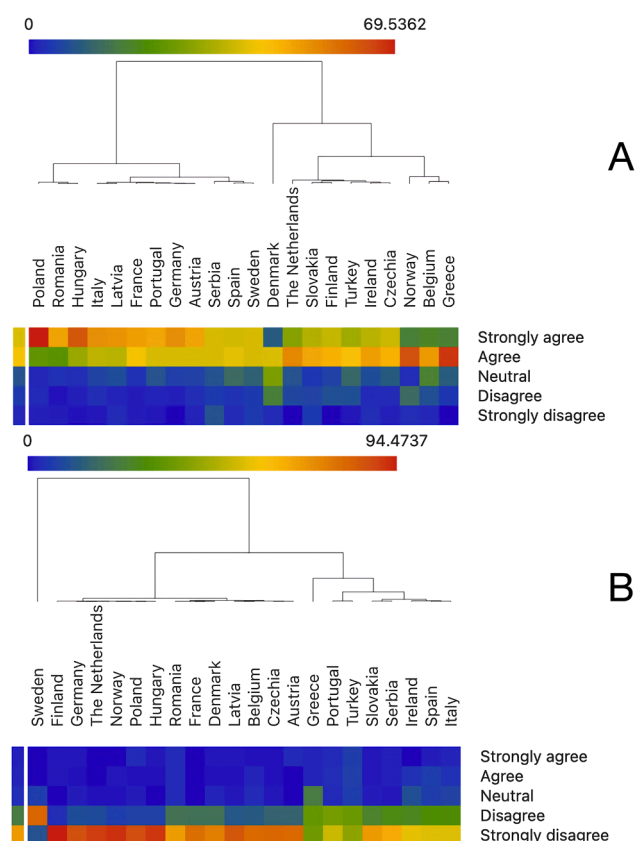 0 69.5362
A
Poland Romania Hungary Italy Latvia France Portugal Germany Austria Serbia Spain Sweden Denmark The Netherlands Slovakia Finland Turkey Ireland Czechia Norway Belgium Greece
Strongly agree
Agree
Neutral
Disagree
Strongly disagree
0 94.4737
B
Sweden Finland Germany The Netherlands Norway Poland Hungary Romania France Denmark Latvia Belgium Czechia Austria Greece Portugal Turkey Slovakia Serbia Ireland Spain Italy
Strongly agree
Agree
Neutral
Disagree
Strongly disagree